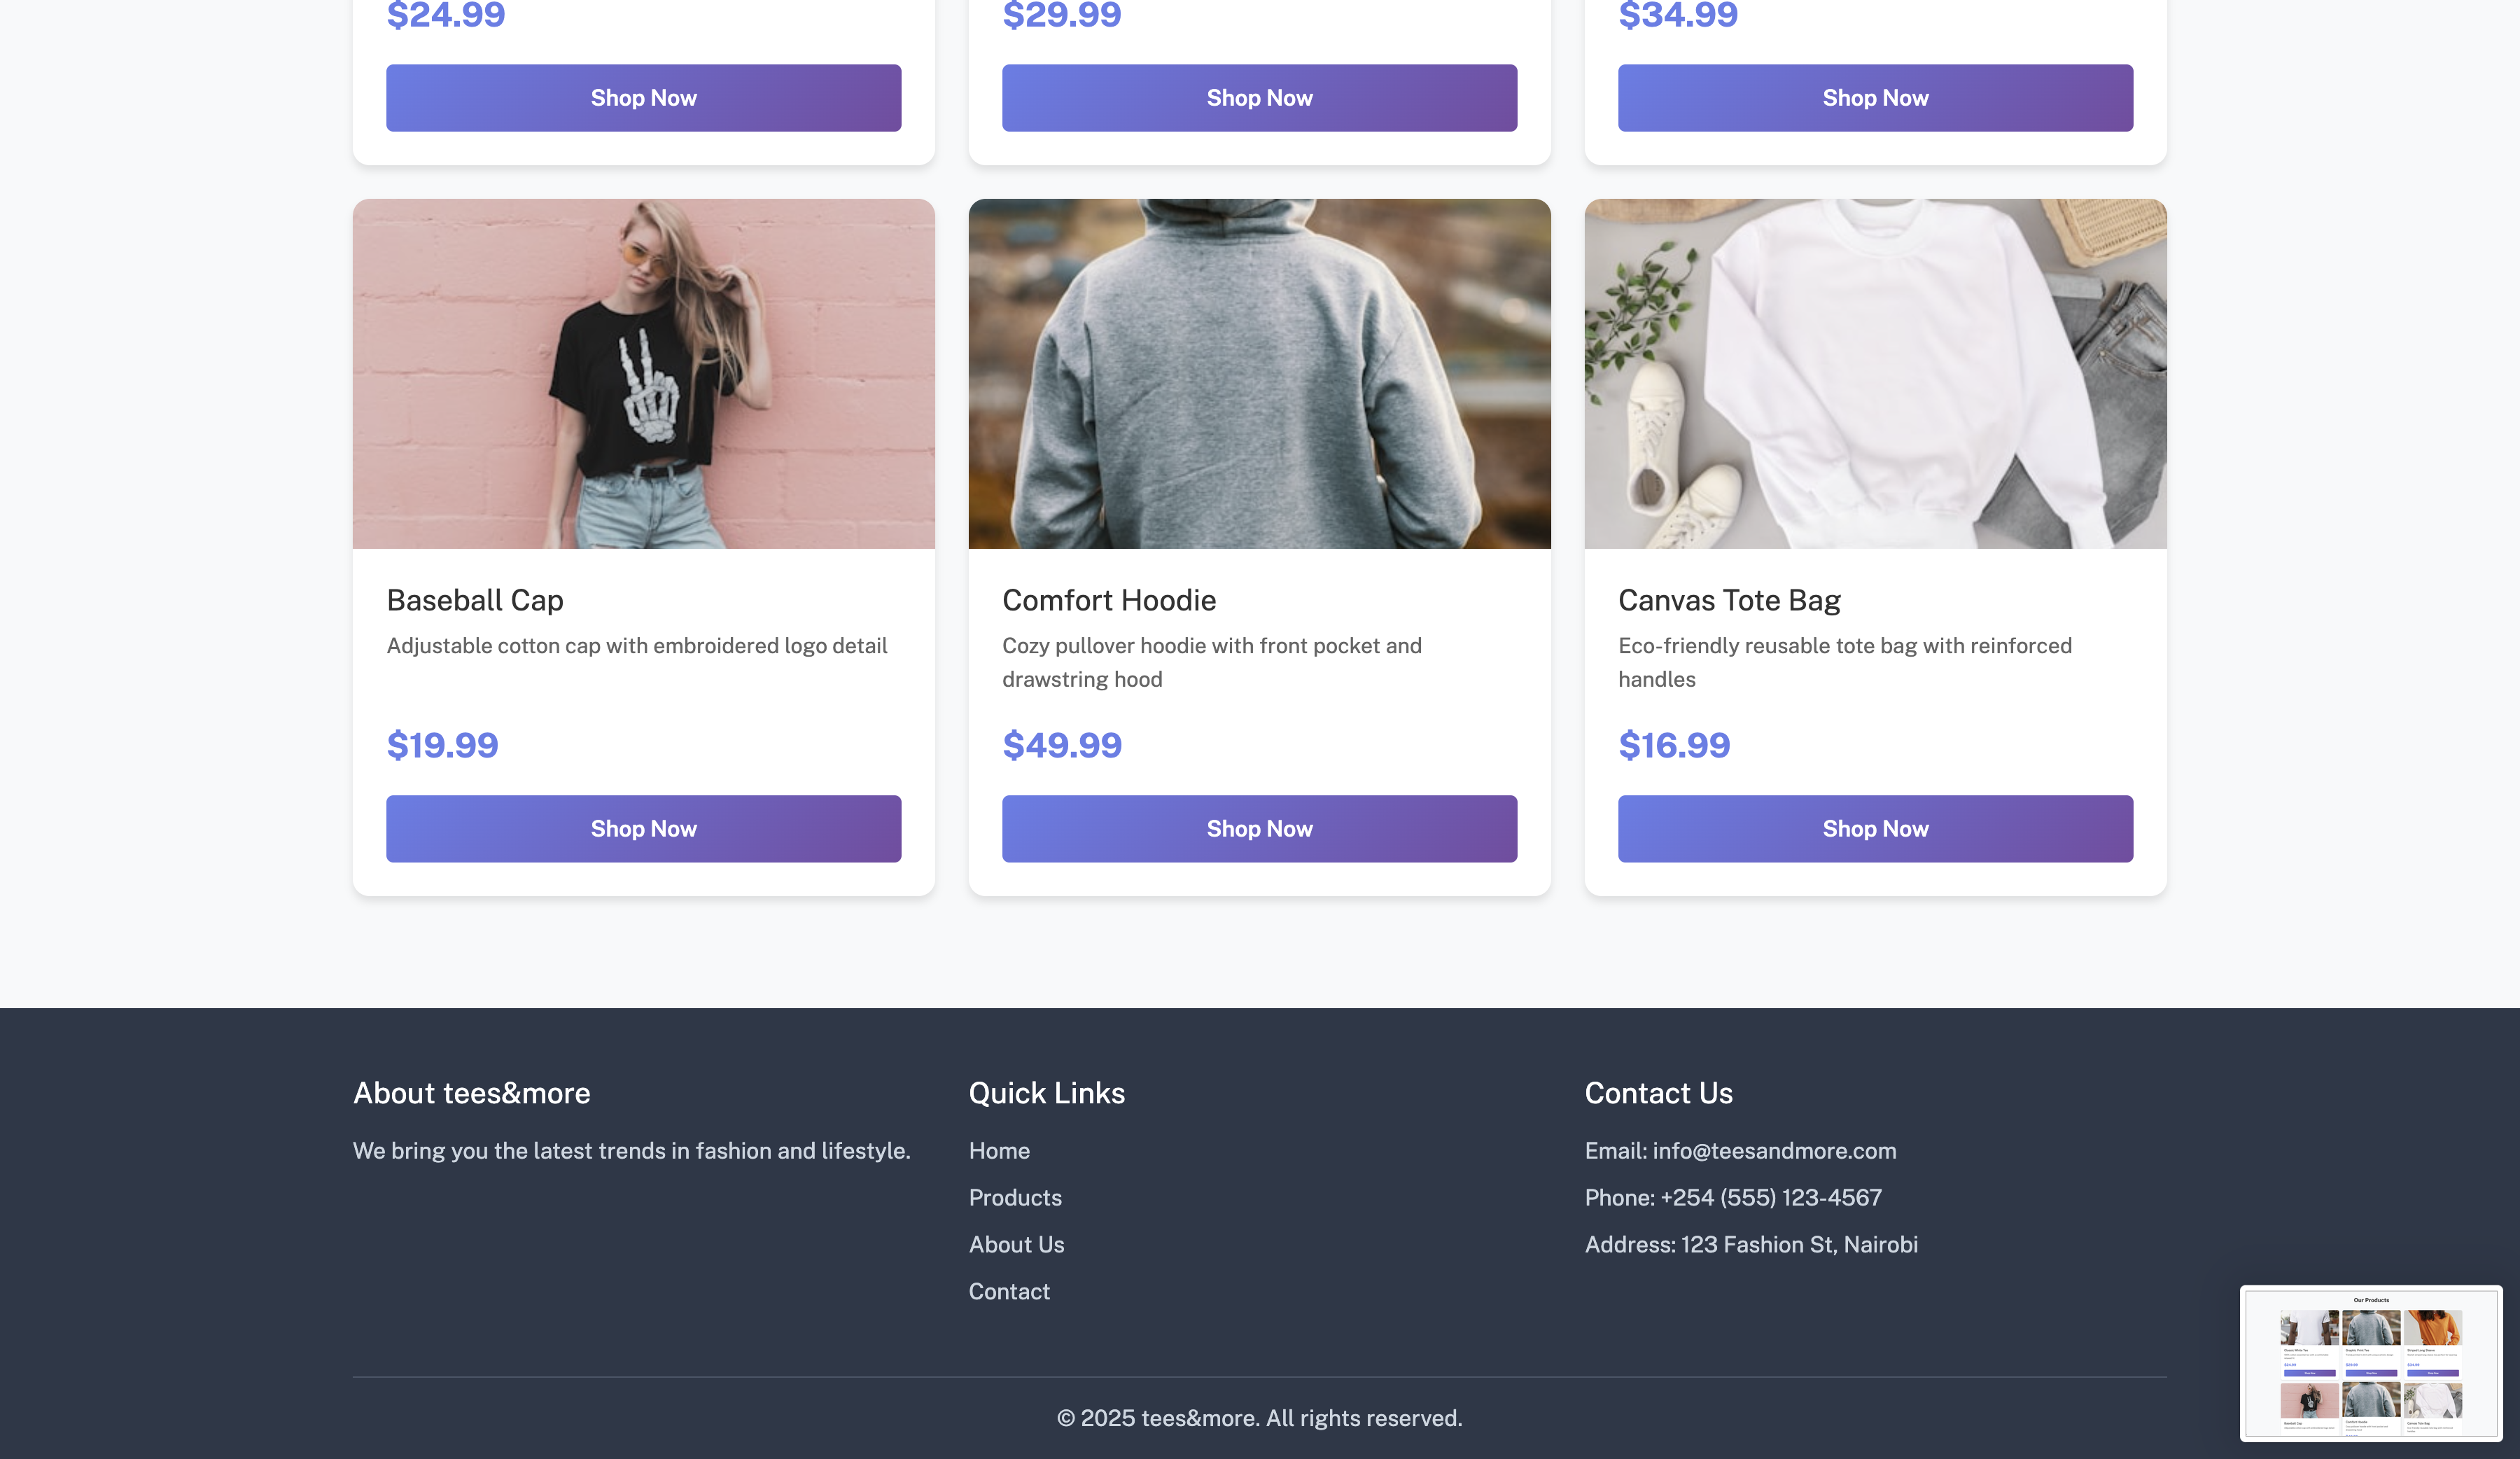 $24.99
$29.99
$34.99
Shop Now
Shop Now
Shop Now
Baseball Cap
Adjustable cotton cap with embroidered logo detail
$19.99
Shop Now
Comfort Hoodie
Cozy pullover hoodie with front pocket and
drawstring hood
$49.99
Shop Now
Canvas Tote Bag
Eco-friendly reusable tote bag with reinforced
handles
$16.99
Shop Now
About tees&more
We bring you the latest trends in fashion and lifestyle.
Quick Links
Home
Products
About Us
Contact
Contact Us
Email: info@teesandmore.com
Phone: +254 (555) 123-4567
Address: 123 Fashion St, Nairobi
© 2025 tees&more. All rights reserved.
Our Products